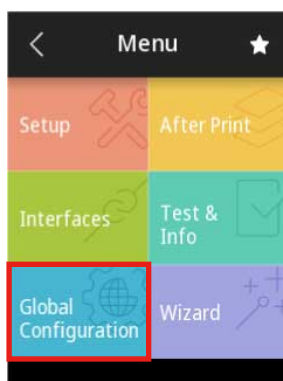 Menu
Setup
After Print
Interfaces
Test &
Info
Global
Configuration
Wizard